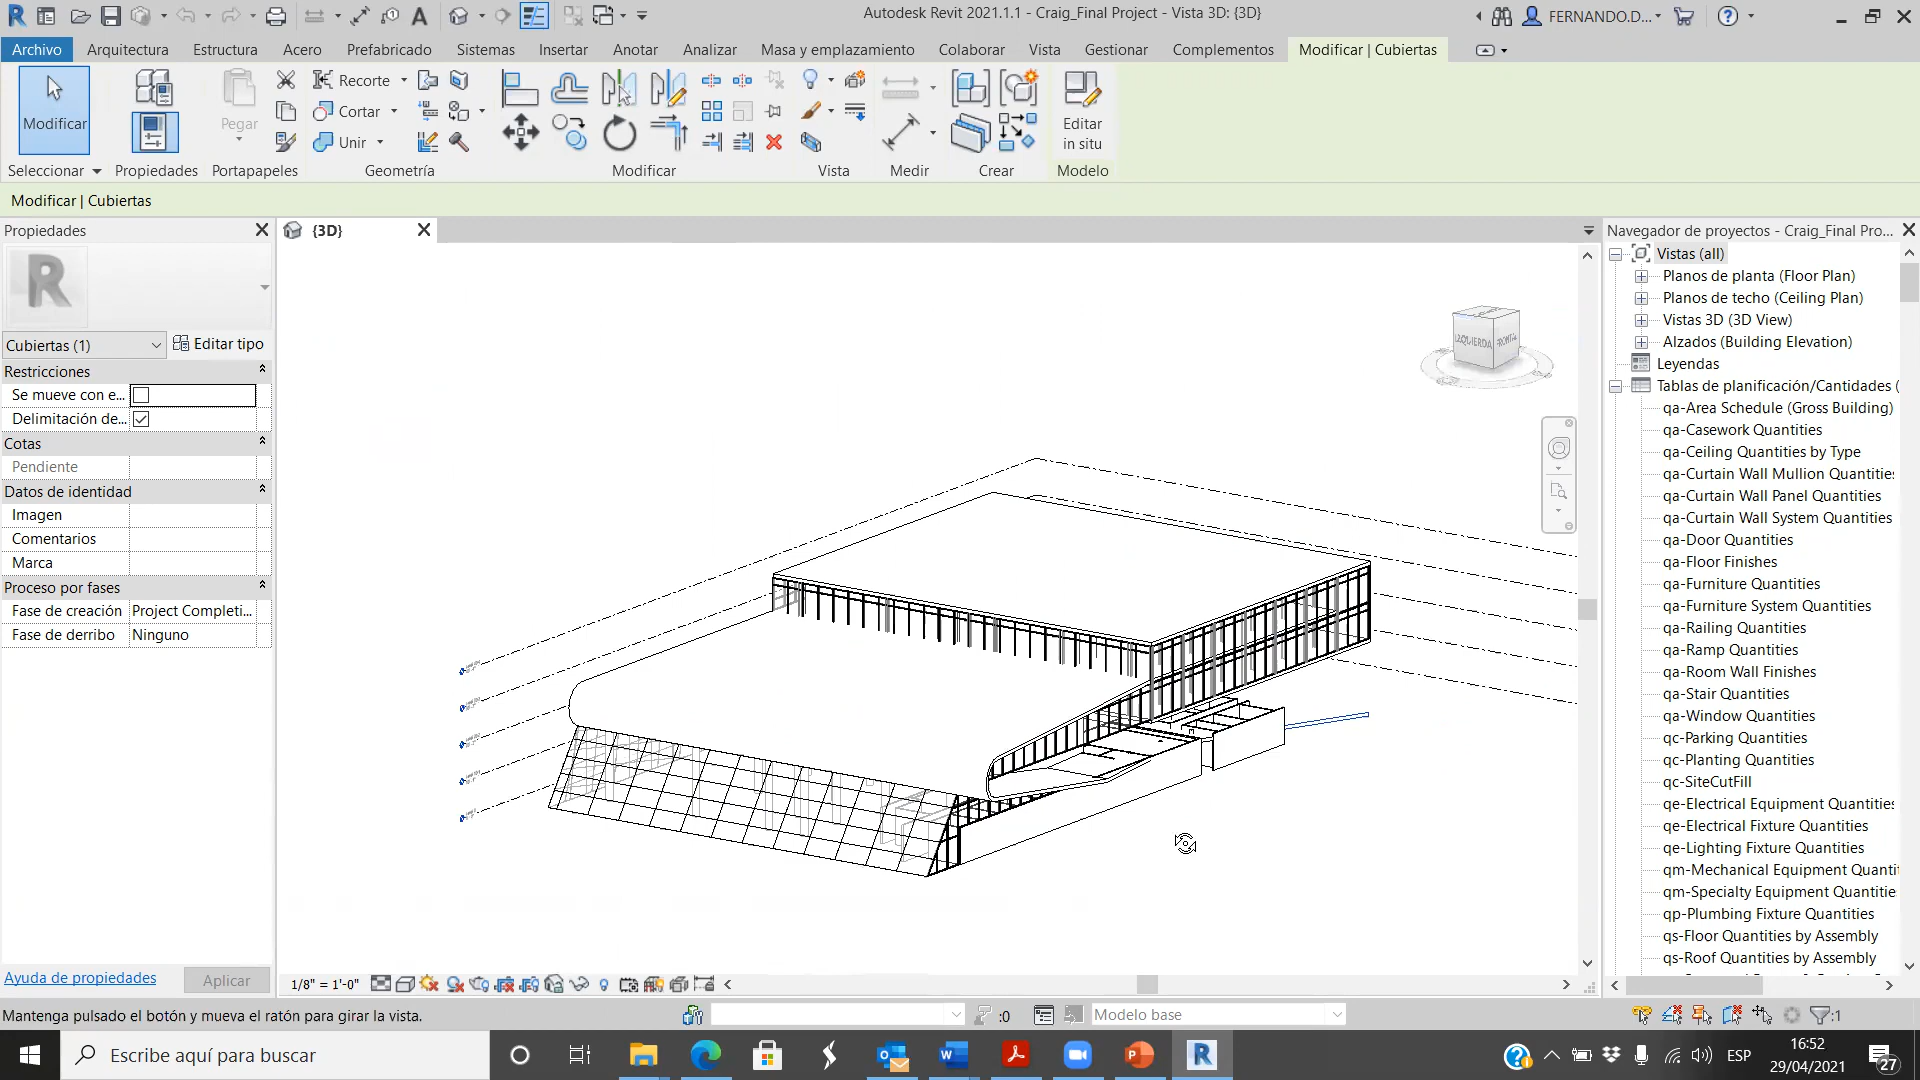 Autodesk Revit 2021.1.1 - Craig_Final Project - Vista 3D: {3D}
FERNANDO.D...
Archivo Arquitectura Estructura Acero Prefabricado Sistemas Insertar Anotar Analizar Masa y emplazamiento Colaborar Vista Gestionar Complementos Modificar | Cubiertas
Modificar
Pegar
Recorte
Cortar
Unir
Editar
in situ
Seleccionar Propiedades Portapapeles Geometría Modificar Vista Medir Crear Modelo
Modificar | Cubiertas
Propiedades
{3D}
Navegador de proyectos - Craig_Final Pro...
R
Cubiertas (1)
Editar tipo
Restricciones
Se mueve con e...
Delimitación de...
Cotas
Pendiente
Datos de identidad
Imagen
Comentarios
Marca
Proceso por fases
Fase de creación Project Completi...
Fase de derribo Ninguno
Ayuda de propiedades
Aplicar
IZQUIERDA
FRONTAL
Vistas (all)
Planos de planta (Floor Plan)
Planos de techo (Ceiling Plan)
Vistas 3D (3D View)
Alzados (Building Elevation)
Leyendas
Tablas de planificación/Cantidades (
qa-Area Schedule (Gross Building)
qa-Casework Quantities
qa-Ceiling Quantities by Type
qa-Curtain Wall Mullion Quantities
qa-Curtain Wall Panel Quantities
qa-Curtain Wall System Quantities
qa-Door Quantities
qa-Floor Finishes
qa-Furniture Quantities
qa-Furniture System Quantities
qa-Railing Quantities
qa-Ramp Quantities
qa-Room Wall Finishes
qa-Stair Quantities
qa-Window Quantities
qc-Parking Quantities
qc-Planting Quantities
qc-SiteCutFill
qe-Electrical Equipment Quantities
qe-Electrical Fixture Quantities
qe-Lighting Fixture Quantities
qm-Mechanical Equipment Quanti
qm-Specialty Equipment Quantitie
qp-Plumbing Fixture Quantities
qs-Floor Quantities by Assembly
qs-Roof Quantities by Assembly
1/8" = 1'-0"
Mantenga pulsado el botón y mueva el ratón para girar la vista.
:0
Modelo base
:1
Escribe aquí para buscar
ESP
16:52
29/04/2021
27